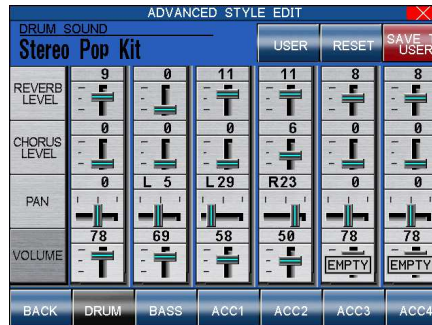 ADVANCED STYLE EDIT
DRUM SOUND
Stereo Pop Kit
USER
RESET
SAVE T
USER
REVERB
LEVEL
9 0 11 11 8 8
CHORUS
LEVEL
0 0 0 6 0 0
PAN
0 L 5 L29 R23 0 0
VOLUME
78 69 58 50 78 78
EMPTY EMPTY
BACK DRUM BASS ACC1 ACC2 ACC3 ACC4